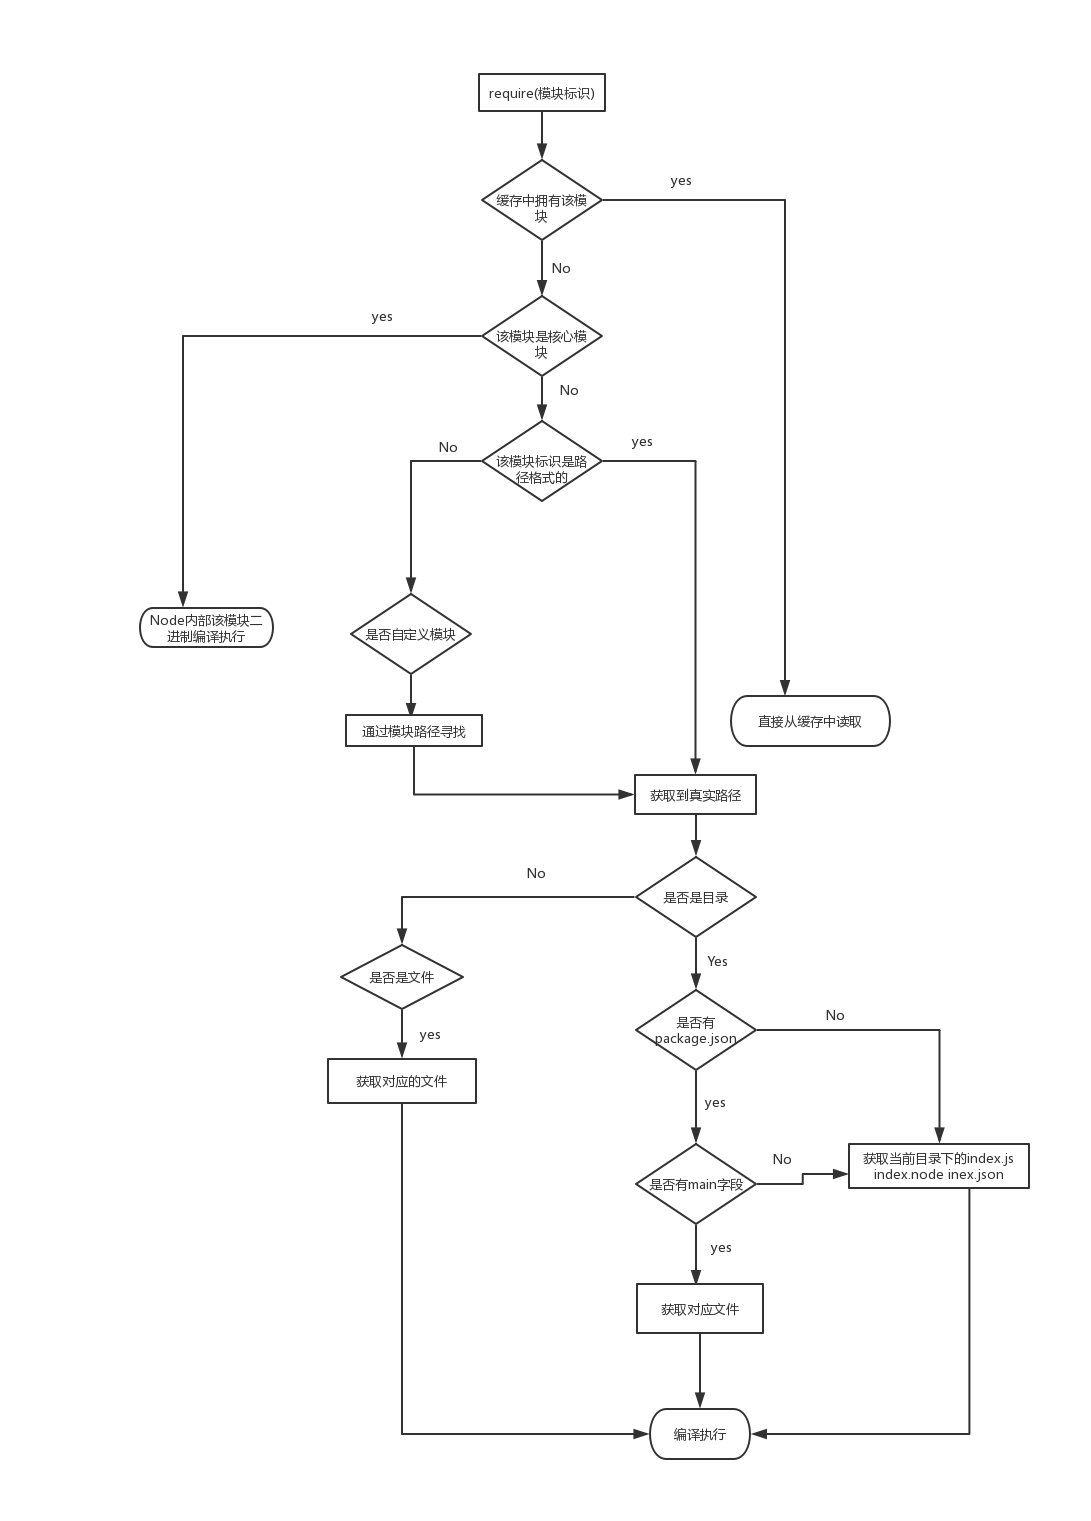 require(模块标识)
yes
缓存中拥有该模
块
No
yes
该模块是核心模
块
No
No
yes
该模块标识是路
径格式的
Node内部该模块二
进制编译执行
是否自定义模块
直接从缓存中读取
通过模块路径寻找
获取到真实路径
No
是否是目录
Yes
是否是文件
yes
是否有
package.json
No
获取对应的文件
yes
No
获取当前目录下的index.js
index.node inex.json
是否有main字段
yes
获取对应文件
编译执行